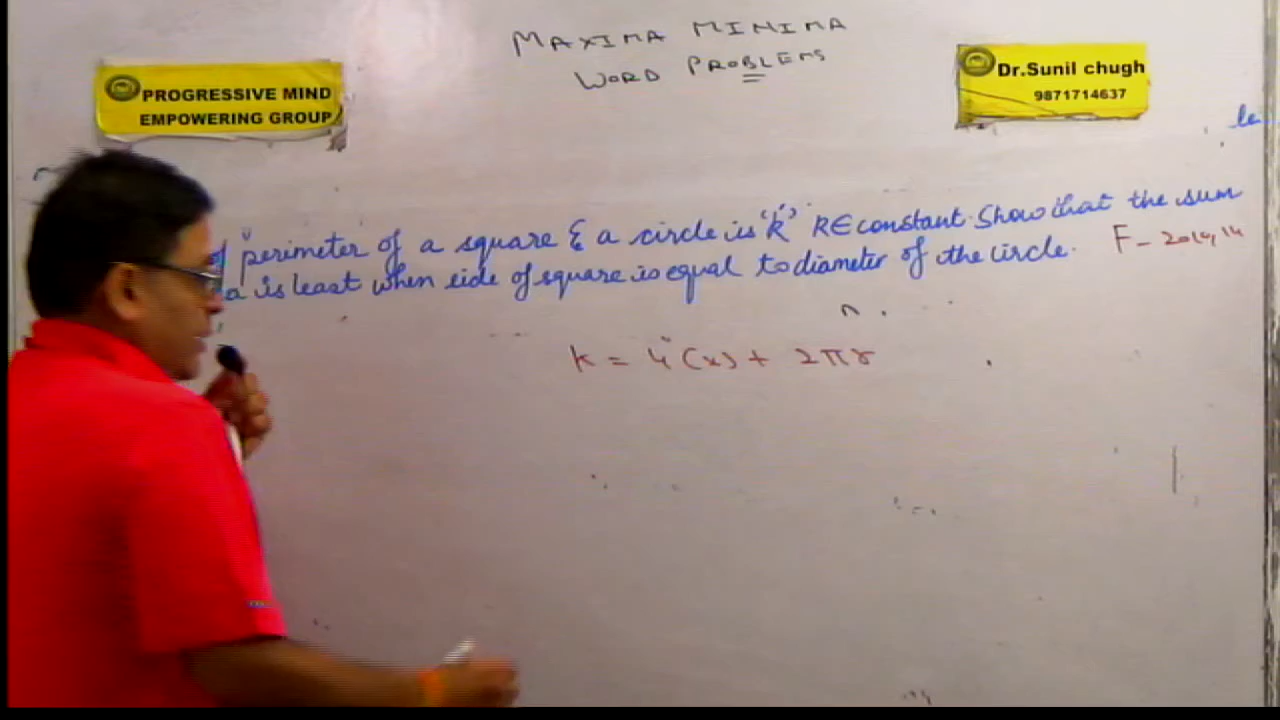 MAXIMA MINIMA
WORD PROBLEMS
PROGRESSIVE MIND
EMPOWERING GROUP
Dr.Sunil chugh
9871714637
le
of perimeter of a square & a circle is 'k' k∈constant. Show that the sum
a is least when side of square is equal to diameter of the circle.
F-2010,14
k = 4(x) + 2πr